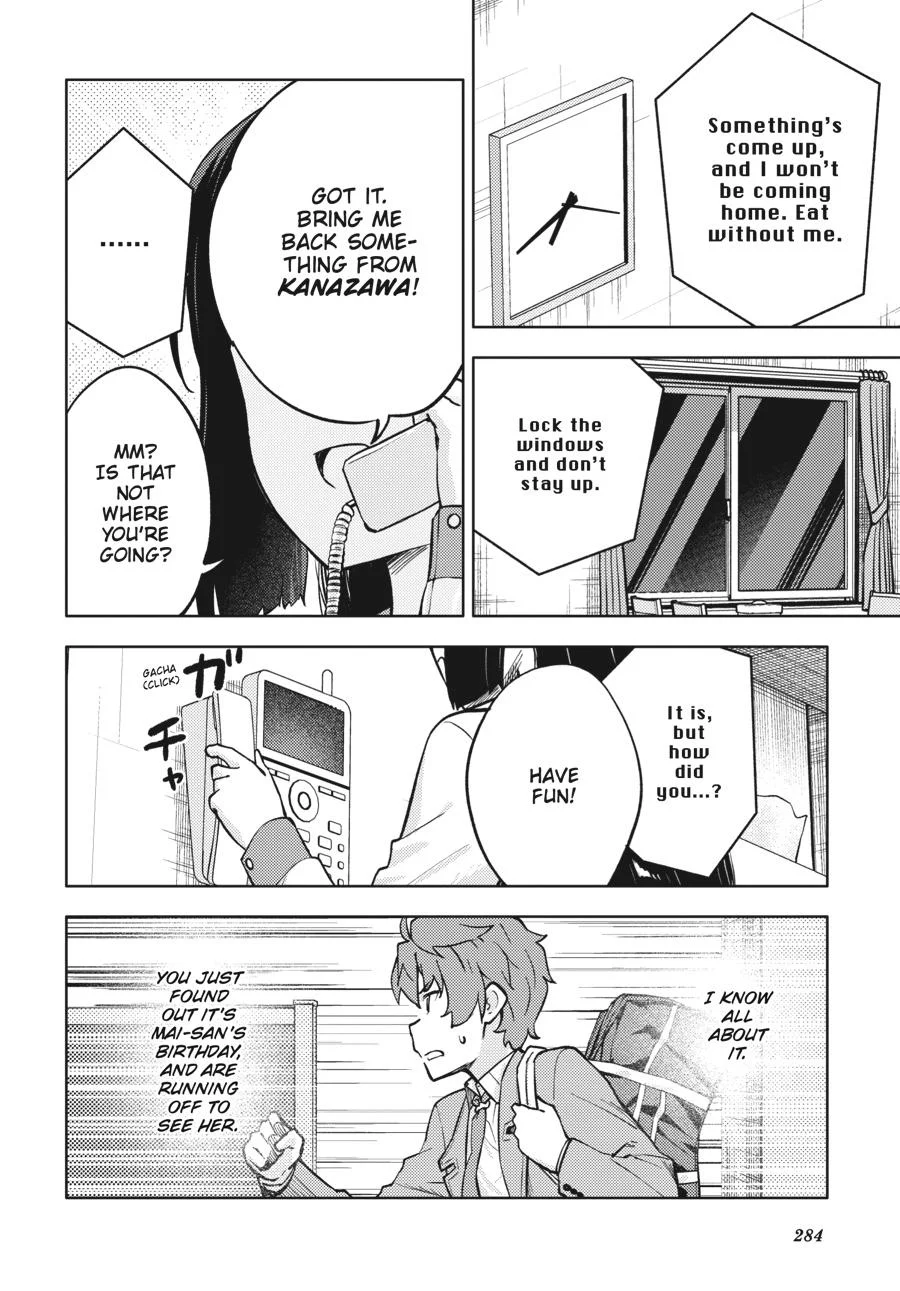 Something's
come up,
and I won't
be coming
home. Eat
without me.
Lock the
windows
and don't
stay up.
GOT IT.
BRING ME
BACK SOME-
THING FROM
KANAZAWA!
......
MM?
IS THAT
NOT
WHERE
YOU'RE
GOING?
It is,
but
how
did
you...?
HAVE
FUN!
ガチャ
GACHA
(CLICK)
I KNOW
ALL
ABOUT
IT.
YOU JUST
FOUND
OUT IT'S
MAI-SAN'S
BIRTHDAY,
AND ARE
RUNNING
OFF TO
SEE HER.
284